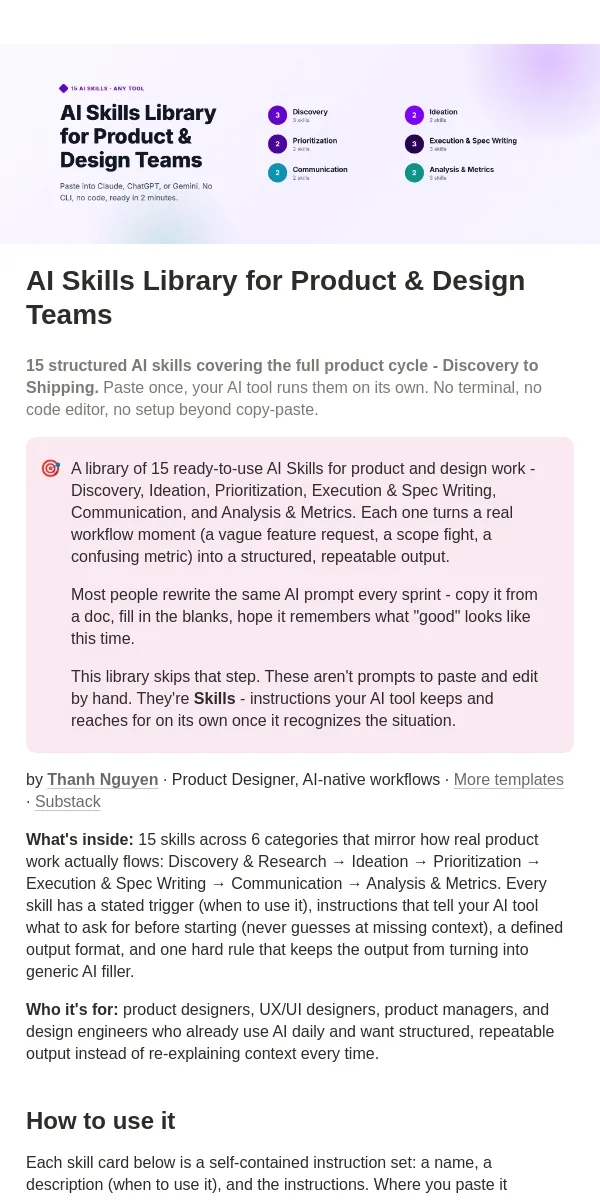 15 AI SKILLS · ANY TOOL
AI Skills Library
for Product &
Design Teams
Paste into Claude, ChatGPT, or Gemini. No
CLI, no code, ready in 2 minutes.
3 Discovery
3 skills
2 Ideation
2 skills
2 Prioritization
2 skills
3 Execution & Spec Writing
3 skills
2 Communication
2 skills
2 Analysis & Metrics
AI Skills Library for Product & Design
Teams
15 structured AI skills covering the full product cycle - Discovery to
Shipping. Paste once, your AI tool runs them on its own. No terminal, no
code editor, no setup beyond copy-paste.
A library of 15 ready-to-use AI Skills for product and design work -
Discovery, Ideation, Prioritization, Execution & Spec Writing,
Communication, and Analysis & Metrics. Each one turns a real
workflow moment (a vague feature request, a scope fight, a
confusing metric) into a structured, repeatable output.
Most people rewrite the same AI prompt every sprint - copy it from
a doc, fill in the blanks, hope it remembers what "good" looks like
this time.
This library skips that step. These aren't prompts to paste and edit
by hand. They're Skills - instructions your AI tool keeps and
reaches for on its own once it recognizes the situation.
by Thanh Nguyen · Product Designer, AI-native workflows · More templates
· Substack
What's inside: 15 skills across 6 categories that mirror how real product
work actually flows: Discovery & Research → Ideation → Prioritization →
Execution & Spec Writing → Communication → Analysis & Metrics. Every
skill has a stated trigger (when to use it), instructions that tell your AI tool
what to ask for before starting (never guesses at missing context), a defined
output format, and one hard rule that keeps the output from turning into
generic AI filler.
Who it's for: product designers, UX/UI designers, product managers, and
design engineers who already use AI daily and want structured, repeatable
output instead of re-explaining context every time.
How to use it
Each skill card below is a self-contained instruction set: a name, a
description (when to use it), and the instructions. Where you paste it